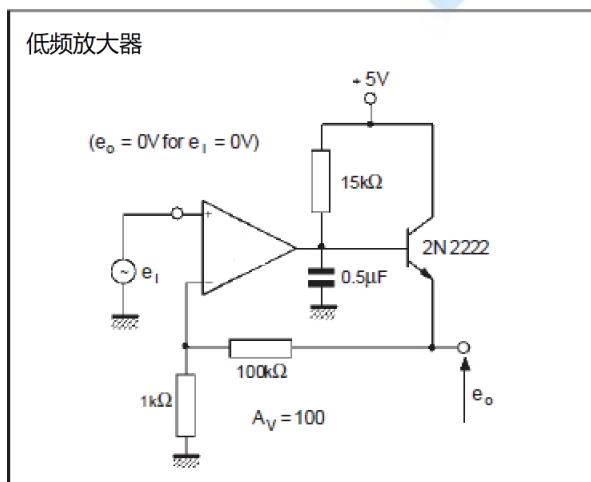 低频放大器
+5V
(eo = 0V for eI = 0V)
15kΩ
+
2N2222
~
eI
0.5μF
−
100kΩ
1kΩ
AV = 100
eo